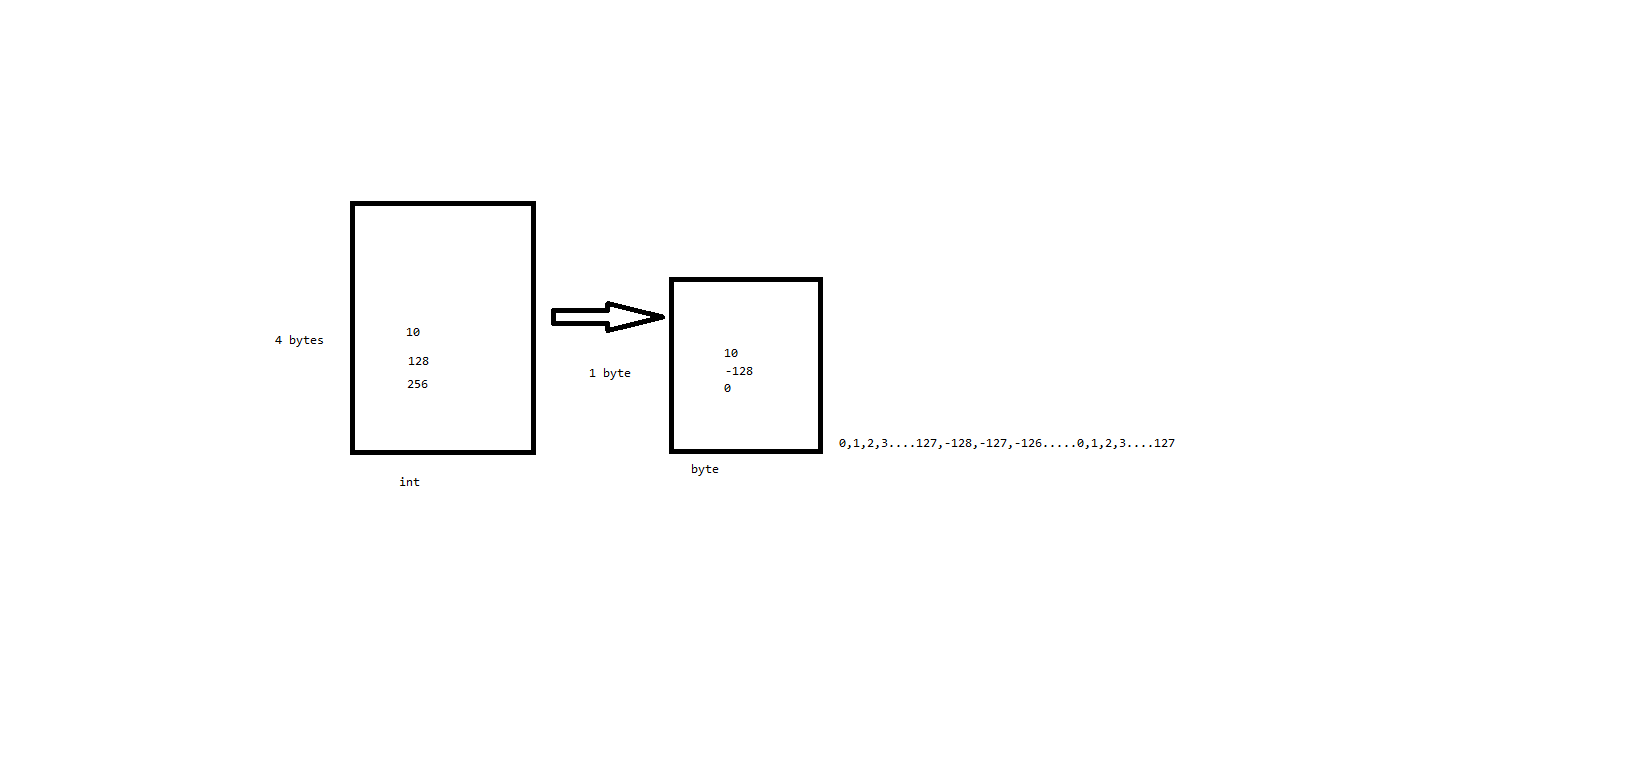 4 bytes
10
128
256
int
1 byte
10
-128
0
byte
0,1,2,3....127,-128,-127,-126.....0,1,2,3....127